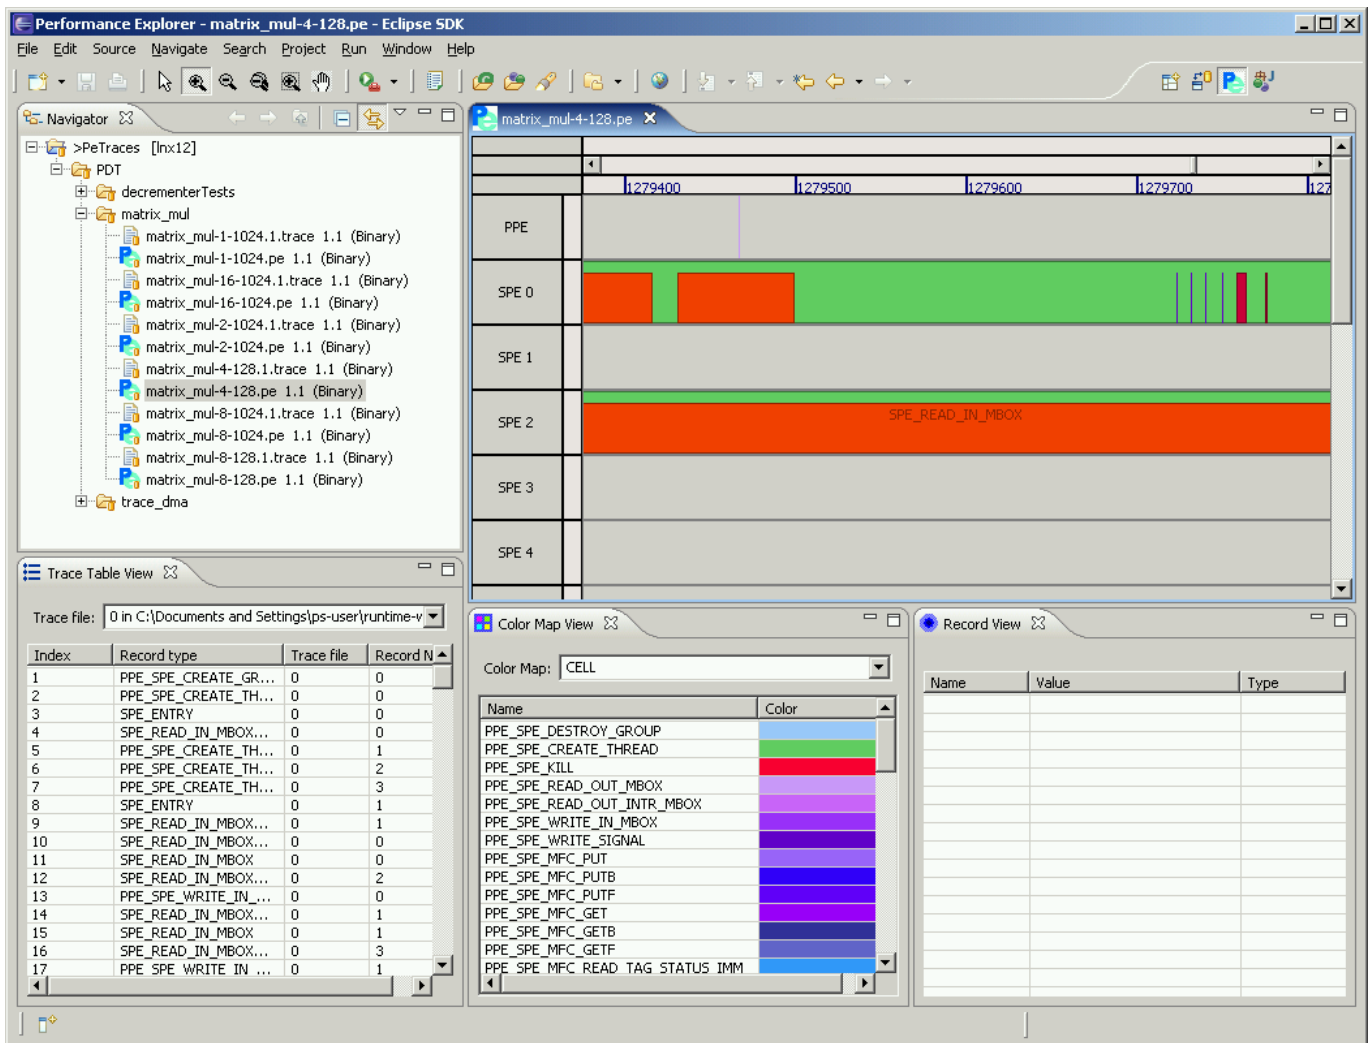 Performance Explorer - matrix_mul-4-128.pe - Eclipse SDK
File Edit Source Navigate Search Project Run Window Help
Navigator
>PeTraces [lnx12]
PDT
decrementerTests
matrix_mul
matrix_mul-1-1024.1.trace 1.1 (Binary)
matrix_mul-1-1024.pe 1.1 (Binary)
matrix_mul-16-1024.1.trace 1.1 (Binary)
matrix_mul-16-1024.pe 1.1 (Binary)
matrix_mul-2-1024.1.trace 1.1 (Binary)
matrix_mul-2-1024.pe 1.1 (Binary)
matrix_mul-4-128.1.trace 1.1 (Binary)
matrix_mul-4-128.pe 1.1 (Binary)
matrix_mul-8-1024.1.trace 1.1 (Binary)
matrix_mul-8-1024.pe 1.1 (Binary)
matrix_mul-8-128.1.trace 1.1 (Binary)
matrix_mul-8-128.pe 1.1 (Binary)
trace_dma
matrix_mul-4-128.pe
1279400 1279500 1279600 1279700 127
PPE
SPE 0
SPE 1
SPE 2 SPE_READ_IN_MBOX
SPE 3
SPE 4
Trace Table View
Trace file: 0 in C:\Documents and Settings\ps-user\runtime-v
Index Record type Trace file Record N
1 PPE_SPE_CREATE_GR... 0 0
2 PPE_SPE_CREATE_TH... 0 0
3 SPE_ENTRY 0 0
4 SPE_READ_IN_MBOX... 0 0
5 PPE_SPE_CREATE_TH... 0 1
6 PPE_SPE_CREATE_TH... 0 2
7 PPE_SPE_CREATE_TH... 0 3
8 SPE_ENTRY 0 1
9 SPE_READ_IN_MBOX... 0 1
10 SPE_READ_IN_MBOX... 0 0
11 SPE_READ_IN_MBOX 0 0
12 SPE_READ_IN_MBOX... 0 2
13 PPE_SPE_WRITE_IN_... 0 0
14 SPE_READ_IN_MBOX... 0 1
15 SPE_READ_IN_MBOX 0 1
16 SPE_READ_IN_MBOX... 0 3
17 PPE_SPE_WRITE_IN_... 0 1
Color Map View
Color Map: CELL
Name Color
PPE_SPE_DESTROY_GROUP
PPE_SPE_CREATE_THREAD
PPE_SPE_KILL
PPE_SPE_READ_OUT_MBOX
PPE_SPE_READ_OUT_INTR_MBOX
PPE_SPE_WRITE_IN_MBOX
PPE_SPE_WRITE_SIGNAL
PPE_SPE_MFC_PUT
PPE_SPE_MFC_PUTB
PPE_SPE_MFC_PUTF
PPE_SPE_MFC_GET
PPE_SPE_MFC_GETB
PPE_SPE_MFC_GETF
PPE_SPE_MFC_READ_TAG_STATUS_IMM
Record View
Name Value Type